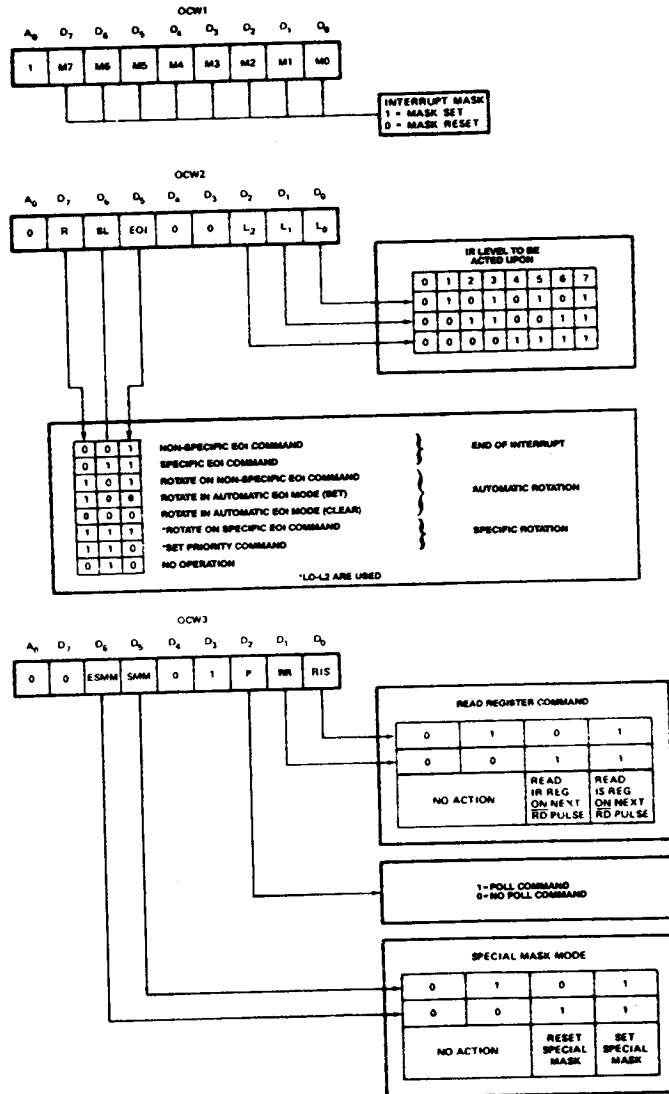 OCW1
A0 D7 D6 D5 D4 D3 D2 D1 D0
1 M7 M6 M5 M4 M3 M2 M1 M0
INTERRUPT MASK
1 = MASK SET
0 = MASK RESET
OCW2
A0 D7 D6 D5 D4 D3 D2 D1 D0
0 R SL EOI 0 0 L2 L1 L0
IR LEVEL TO BE
ACTED UPON
0 1 2 3 4 5 6 7
0 1 0 1 0 1 0 1
0 0 1 1 0 0 1 1
0 0 0 0 1 1 1 1
0 0 1 NON-SPECIFIC EOI COMMAND } END OF INTERRUPT
0 1 1 SPECIFIC EOI COMMAND
1 0 1 ROTATE ON NON-SPECIFIC EOI COMMAND
1 0 0 ROTATE IN AUTOMATIC EOI MODE (SET) } AUTOMATIC ROTATION
0 0 0 ROTATE IN AUTOMATIC EOI MODE (CLEAR)
1 1 1 *ROTATE ON SPECIFIC EOI COMMAND } SPECIFIC ROTATION
1 1 0 *SET PRIORITY COMMAND
0 1 0 NO OPERATION
*LO-L2 ARE USED
OCW3
A0 D7 D6 D5 D4 D3 D2 D1 D0
0 0 ESMM SMM 0 1 P RR RIS
READ REGISTER COMMAND
0 1 0 1
0 0 1 1
NO ACTION
READ
IR REG
ON NEXT
RD PULSE
READ
IS REG
ON NEXT
RD PULSE
1 = POLL COMMAND
0 = NO POLL COMMAND
SPECIAL MASK MODE
0 1 0 1
0 0 1 1
NO ACTION
RESET
SPECIAL
MASK
SET
SPECIAL
MASK